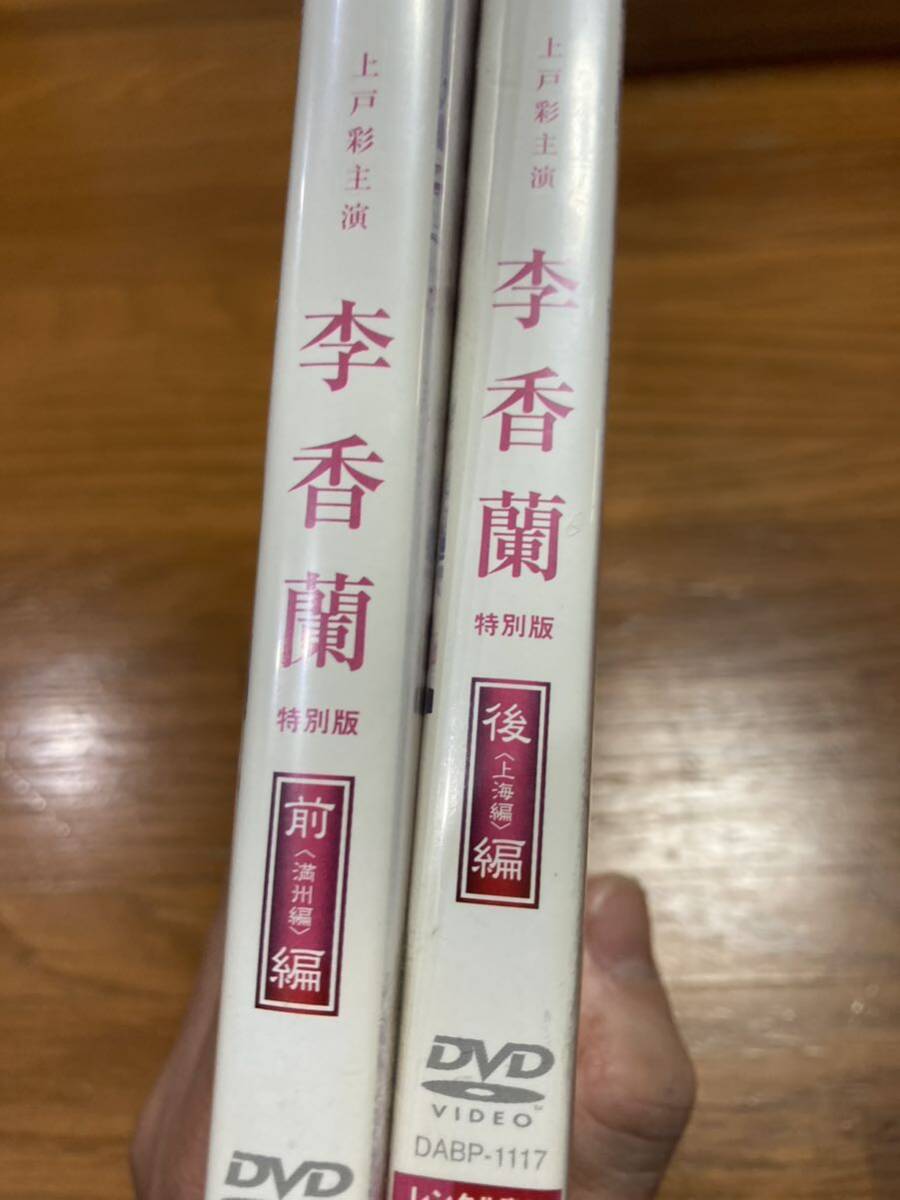 上戸彩主演
李香蘭
特別版
前
〈満州編〉
編
DVD
上戸彩主演
李香蘭
特別版
後
〈上海編〉
編
DVD
VIDEO
DABP-1117